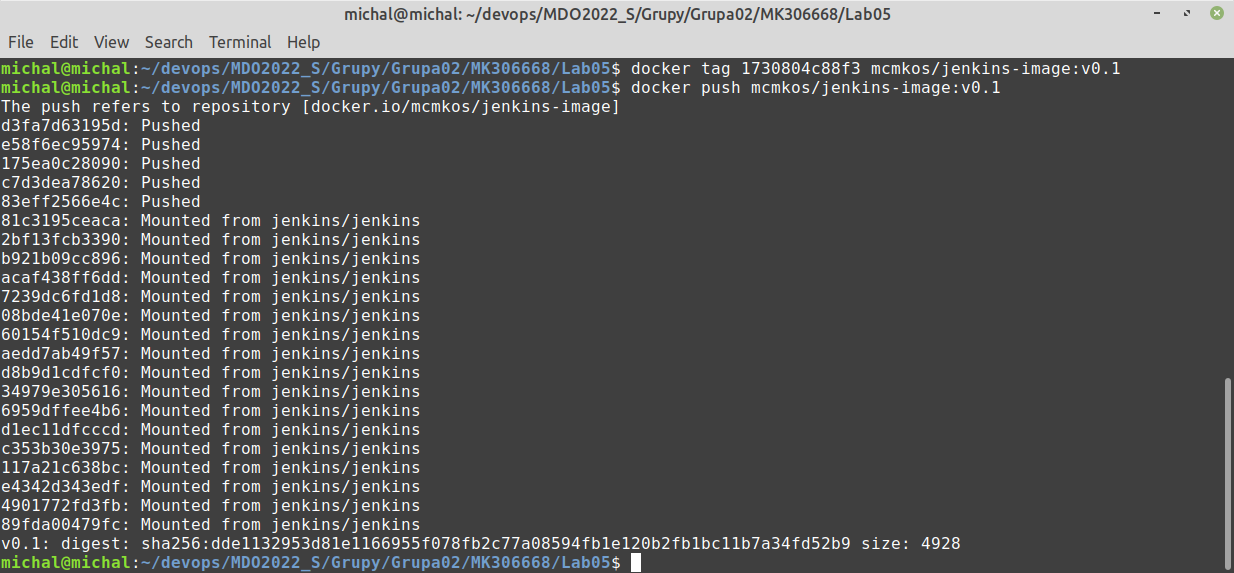 michal@michal: ~/devops/MDO2022_S/Grupy/Grupa02/MK306668/Lab05
File Edit View Search Terminal Help
michal@michal:~/devops/MDO2022_S/Grupy/Grupa02/MK306668/Lab05$ docker tag 1730804c88f3 mcmkos/jenkins-image:v0.1
michal@michal:~/devops/MDO2022_S/Grupy/Grupa02/MK306668/Lab05$ docker push mcmkos/jenkins-image:v0.1
The push refers to repository [docker.io/mcmkos/jenkins-image]
d3fa7d63195d: Pushed
e58f6ec95974: Pushed
175ea0c28090: Pushed
c7d3dea78620: Pushed
83eff2566e4c: Pushed
81c3195ceaca: Mounted from jenkins/jenkins
2bf13fcb3390: Mounted from jenkins/jenkins
b921b09cc896: Mounted from jenkins/jenkins
acaf438ff6dd: Mounted from jenkins/jenkins
7239dc6fd1d8: Mounted from jenkins/jenkins
08bde41e070e: Mounted from jenkins/jenkins
60154f510dc9: Mounted from jenkins/jenkins
aedd7ab49f57: Mounted from jenkins/jenkins
d8b9d1cdfcf0: Mounted from jenkins/jenkins
34979e305616: Mounted from jenkins/jenkins
6959dffee4b6: Mounted from jenkins/jenkins
d1ec11dfcccd: Mounted from jenkins/jenkins
c353b30e3975: Mounted from jenkins/jenkins
117a21c638bc: Mounted from jenkins/jenkins
e4342d343edf: Mounted from jenkins/jenkins
4901772fd3fb: Mounted from jenkins/jenkins
89fda00479fc: Mounted from jenkins/jenkins
v0.1: digest: sha256:dde1132953d81e1166955f078fb2c77a08594fb1e120b2fb1bc11b7a34fd52b9 size: 4928
michal@michal:~/devops/MDO2022_S/Grupy/Grupa02/MK306668/Lab05$